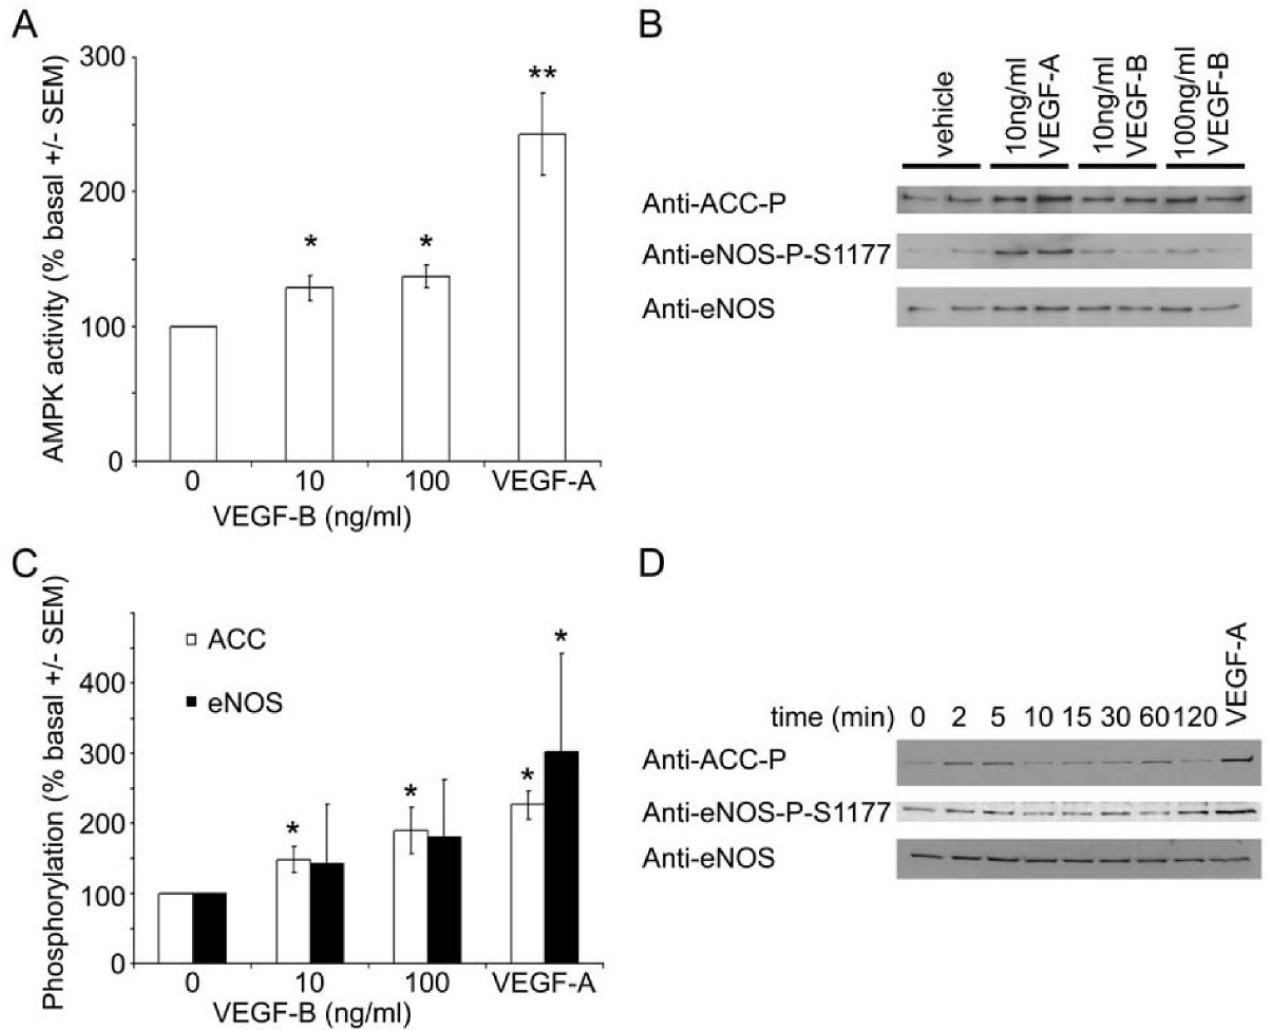 A
AMPK activity (% basal +/- SEM)
300
200
100
0
*
*
**
0 10 100 VEGF-A
VEGF-B (ng/ml)
B
vehicle
10ng/ml
VEGF-A
10ng/ml
VEGF-B
100ng/ml
VEGF-B
Anti-ACC-P
Anti-eNOS-P-S1177
Anti-eNOS
C
Phosphorylation (% basal +/- SEM)
400
300
200
100
0
ACC
eNOS
*
*
*
*
0 10 100 VEGF-A
VEGF-B (ng/ml)
D
time (min) 0 2 5 10 15 30 60 120 VEGF-A
Anti-ACC-P
Anti-eNOS-P-S1177
Anti-eNOS